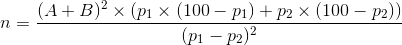 n = \frac{(A + B)^2 \times (p_1 \times (100 - p_1) + p_2 \times (100 - p_2))}{(p_1 - p_2)^2}